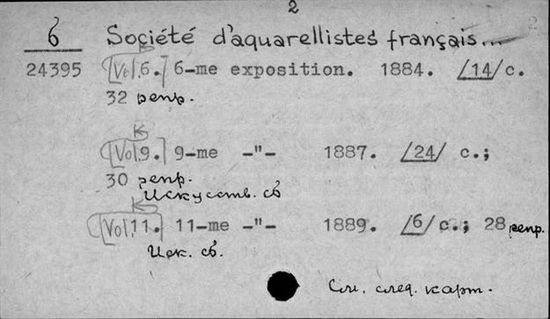 2
6 Société d'aquarellistes français...
24395 [Vol. 6.] 6-me exposition. 1884. /14/ с.
32 репр.
[Vol. 9.] 9-me -"- 1887. /24/ с.;
30 репр.
Искусств. сб
[Vol 11.] 11-me -"- 1889. /6/ с.; 28 репр.
Иск. сб.
См. след. карт.